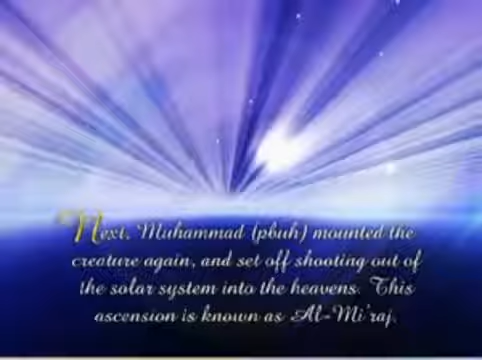 Next, Muhammad (pbuh) mounted the
creature again, and set off shooting out of
the solar system into the heavens. This
ascension is known as Al-Mi'raj.